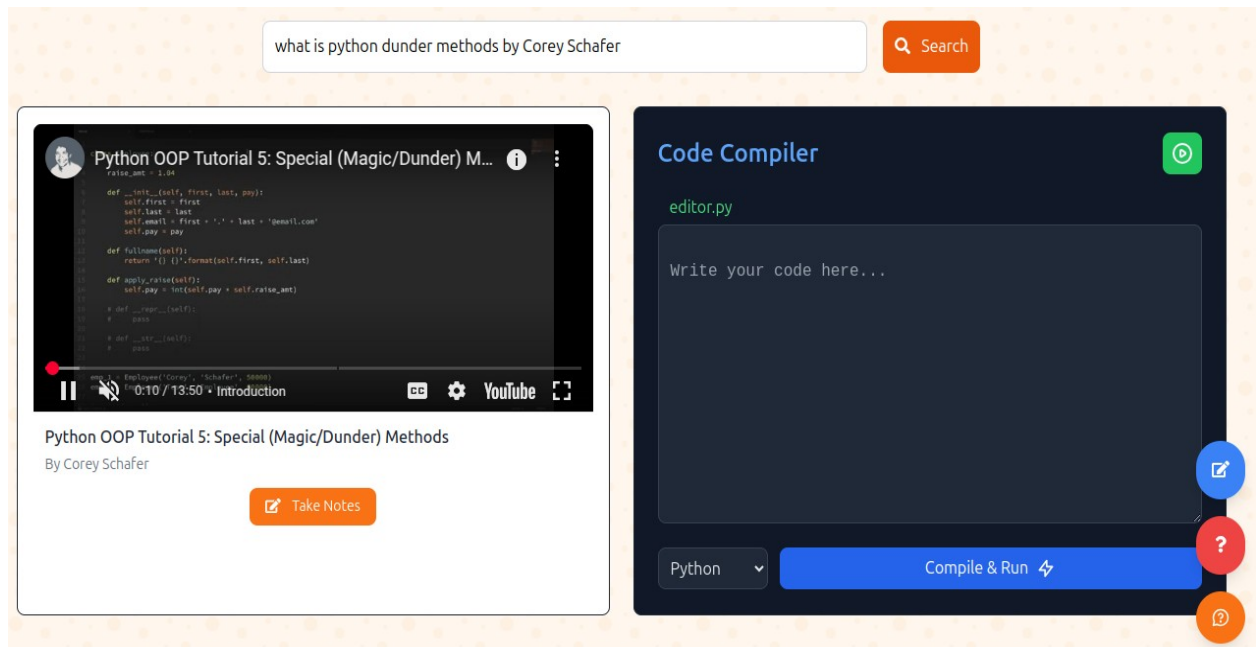 what is python dunder methods by Corey Schafer
Search
Python OOP Tutorial 5: Special (Magic/Dunder) M...
raise_amt = 1.04
def __init__(self, first, last, pay):
self.first = first
self.last = last
self.email = first + '.' + last + '@email.com'
self.pay = pay
def fullname(self):
return '{} {}'.format(self.first, self.last)
def apply_raise(self):
self.pay = int(self.pay * self.raise_amt)
# def __repr__(self):
# pass
# def __str__(self):
# pass
emp_1 = Employee('Corey', 'Schafer', 50000)
0:10 / 13:50 • Introduction
CC
YouTube
Python OOP Tutorial 5: Special (Magic/Dunder) Methods
By Corey Schafer
Take Notes
Code Compiler
editor.py
Write your code here...
Python
Compile & Run
?